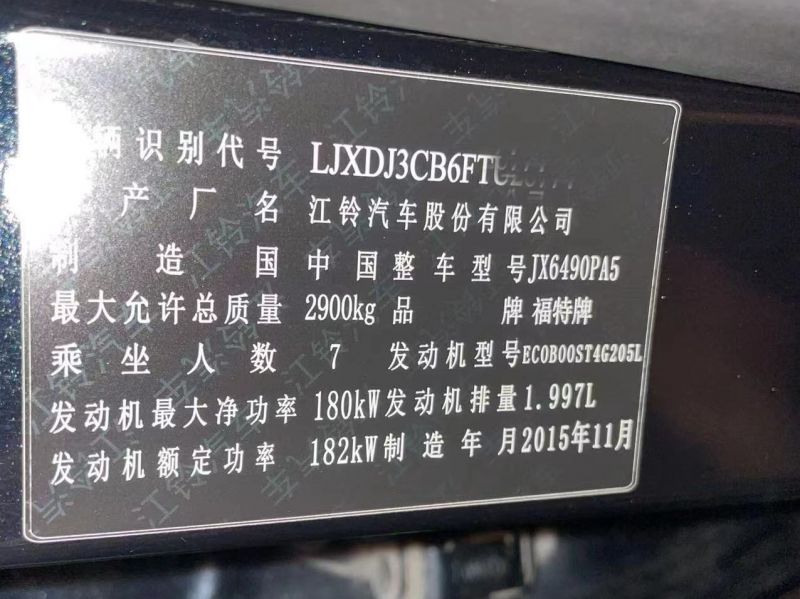 辆识别代号 LJXDJ3CB6FT
产厂名 江铃汽车股份有限公司
制造国 中国 整车型号 JX6490PA5
最大允许总质量 2900kg 品牌 福特牌
乘坐人数 7 发动机型号 ECOBOOST4G205L
发动机最大净功率 180kW 发动机排量 1.997L
发动机额定功率 182kW 制造年月 2015年11月